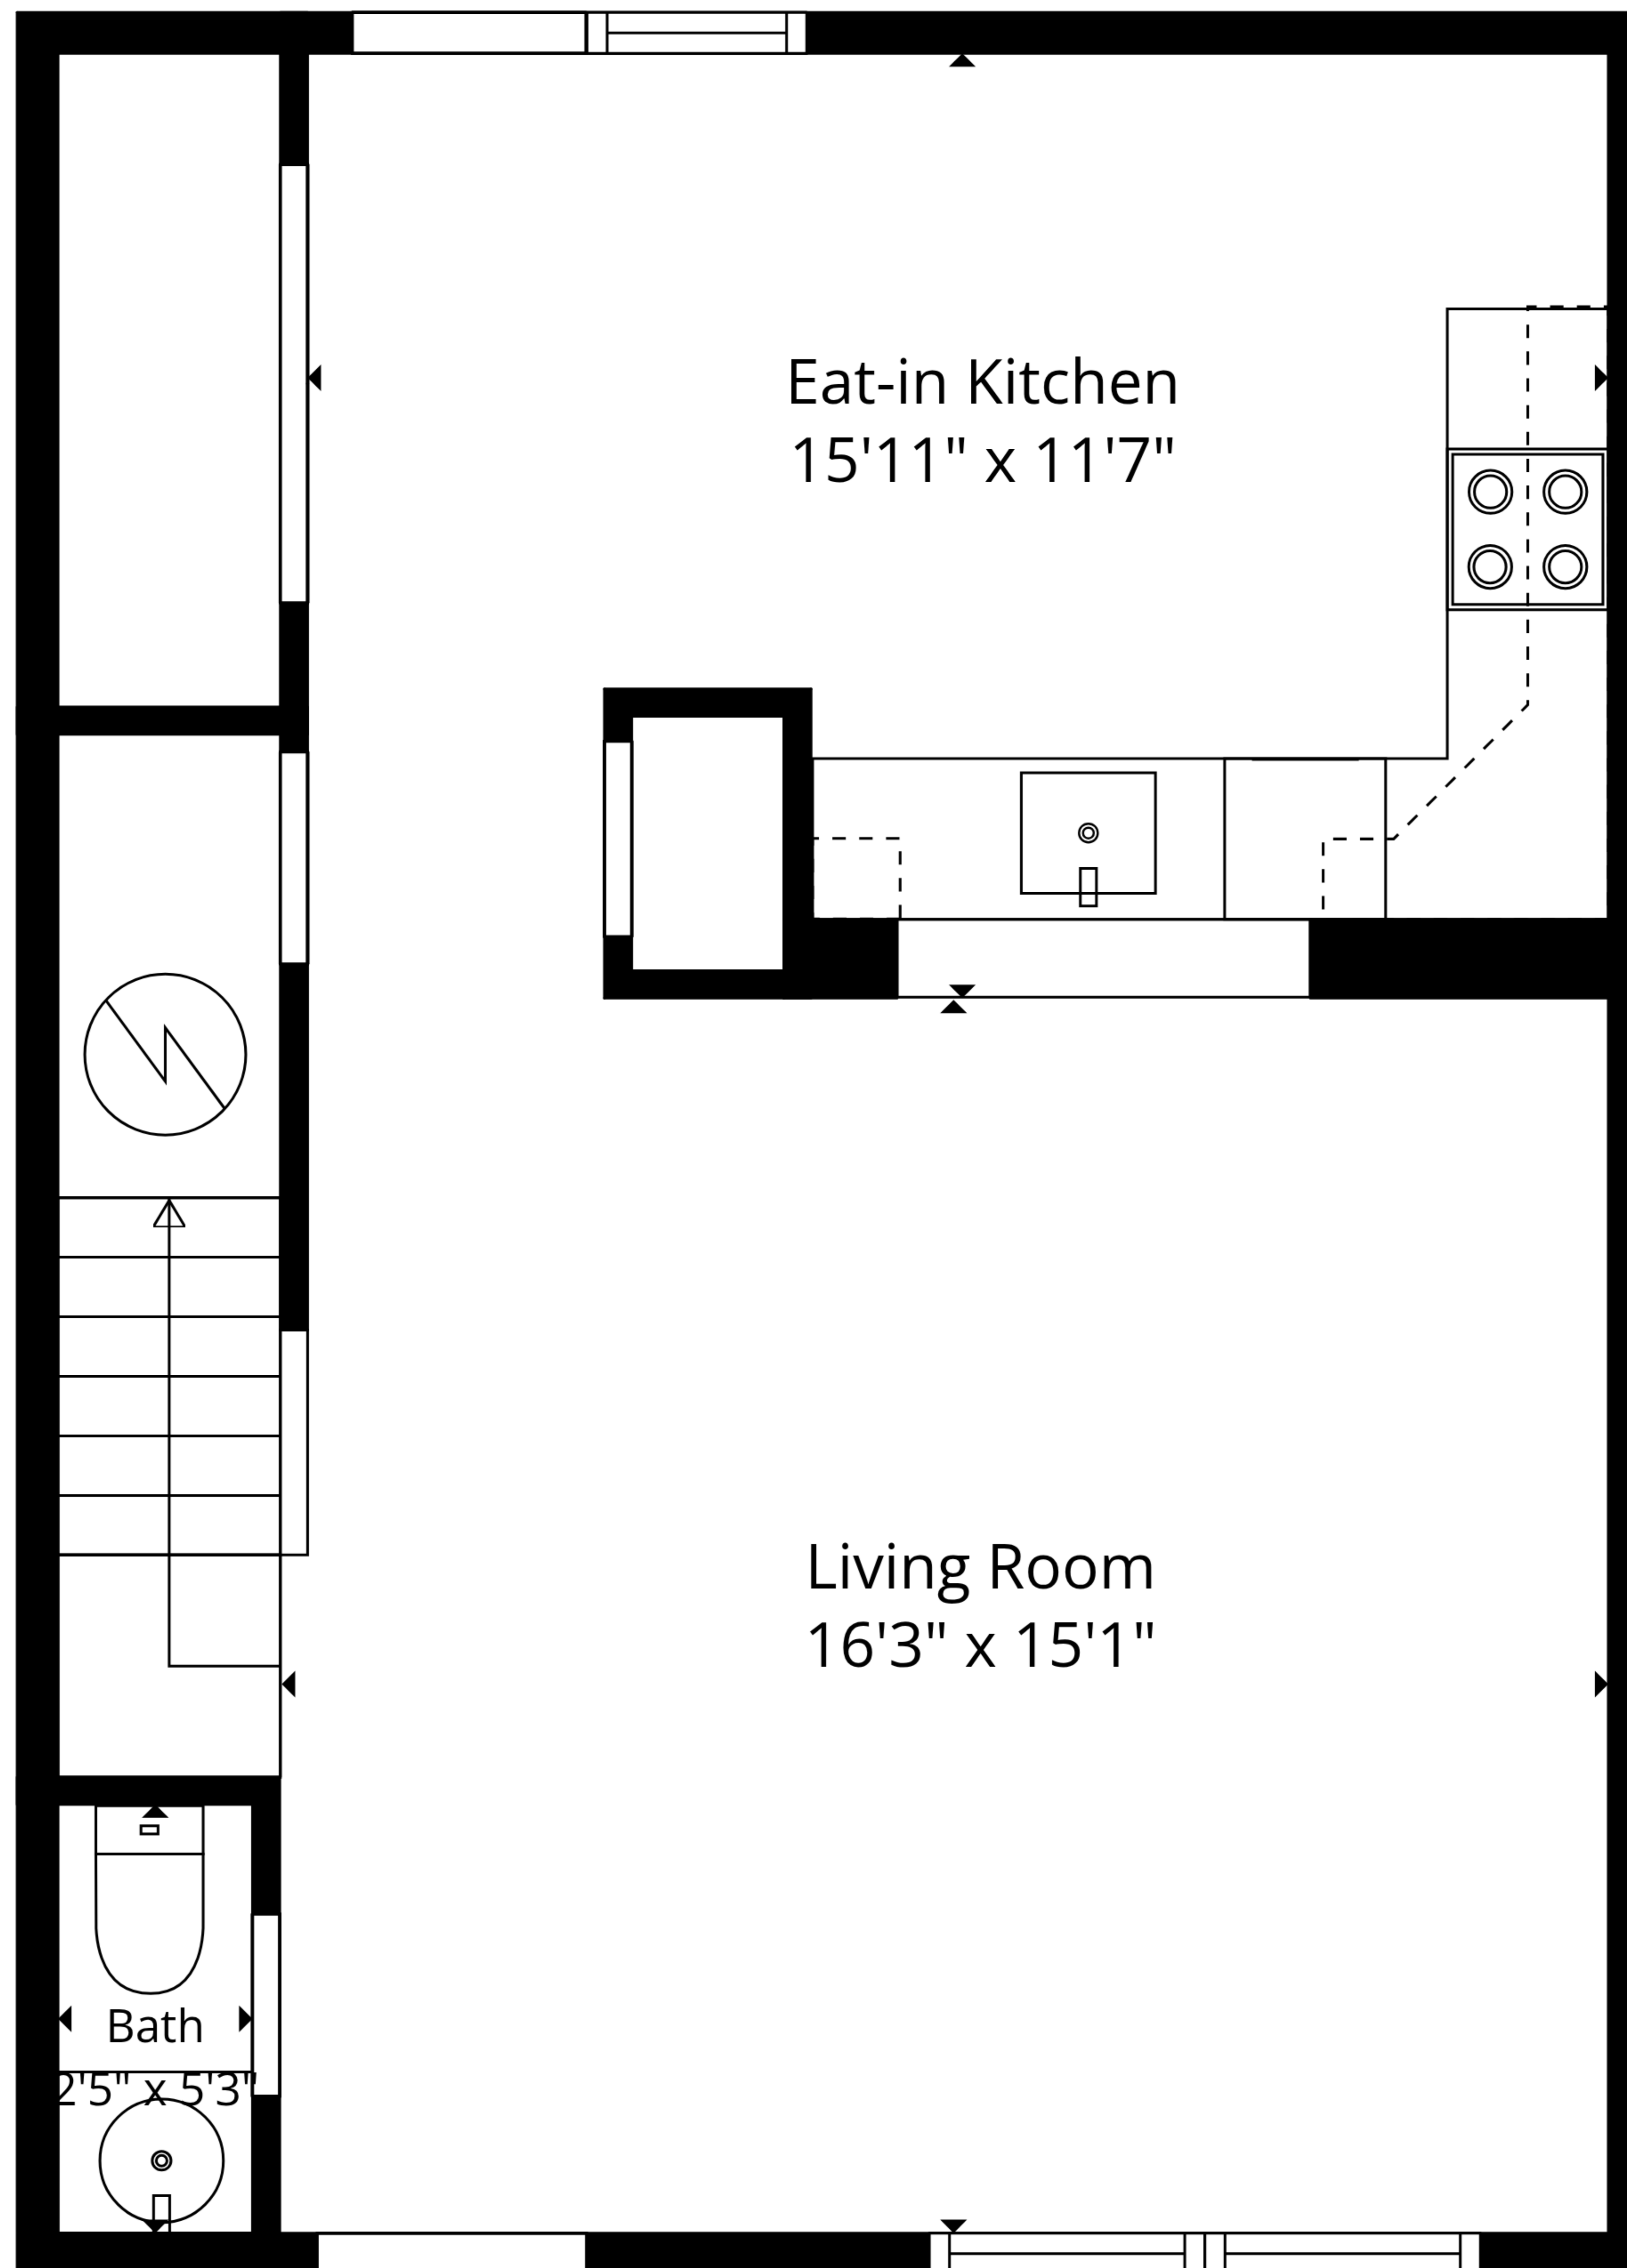 Eat-in Kitchen
15'11" x 11'7"
Living Room
16'3" x 15'1"
Bath
2'5" x 5'3"